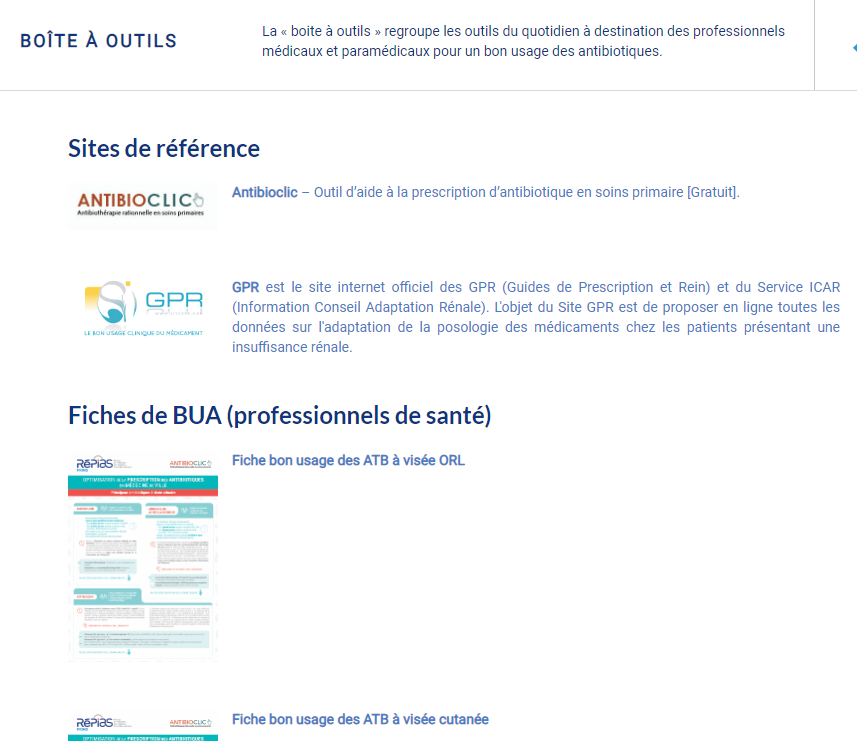 BOÎTE À OUTILS
La « boite à outils » regroupe les outils du quotidien à destination des professionnels
médicaux et paramédicaux pour un bon usage des antibiotiques.
Sites de référence
ANTIBIOCLIC
Antibiothérapie rationnelle en soins primaires
Antibioclic – Outil d’aide à la prescription d’antibiotique en soins primaire [Gratuit].
GPR
LE BON USAGE CLINIQUE DU MÉDICAMENT
GPR est le site internet officiel des GPR (Guides de Prescription et Rein) et du Service ICAR
(Information Conseil Adaptation Rénale). L'objet du Site GPR est de proposer en ligne toutes les
données sur l'adaptation de la posologie des médicaments chez les patients présentant une
insuffisance rénale.
Fiches de BUA (professionnels de santé)
RéPIAS
ANTIBIOCLIC
OPTIMISATION DE LA PRESCRIPTION DES ANTIBIOTIQUES
EN MÉDECINE DE VILLE
Fiche bon usage des ATB à visée ORL
RéPIAS
ANTIBIOCLIC
OPTIMISATION DE LA PRESCRIPTION DES ANTIBIOTIQUES
Fiche bon usage des ATB à visée cutanée